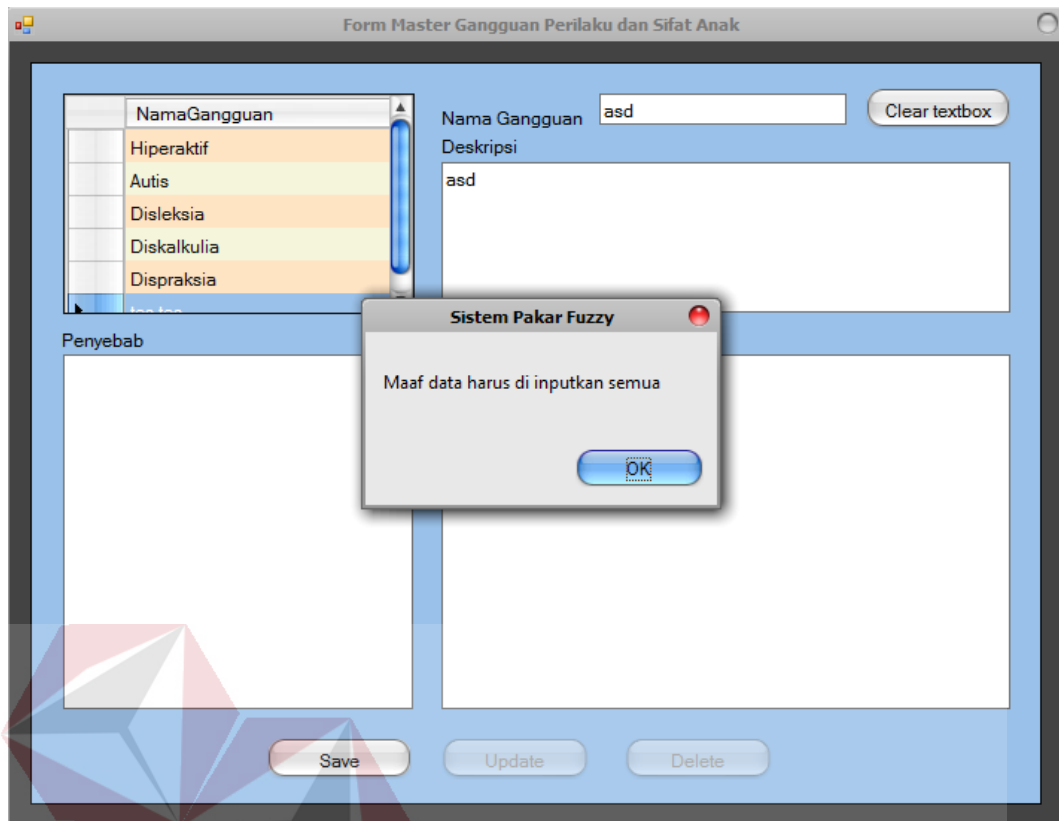 Form Master Gangguan Perilaku dan Sifat Anak
NamaGangguan
Hiperaktif
Autis
Disleksia
Diskalkulia
Dispraksia
Nama Gangguan
asd
Clear textbox
Deskripsi
asd
Penyebab
Sistem Pakar Fuzzy
Maaf data harus di inputkan semua
OK
Save
Update
Delete